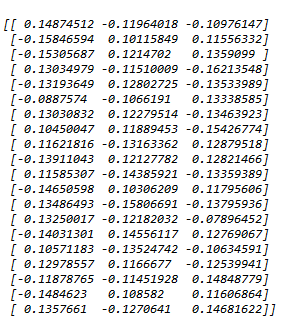 [[ 0.14874512 -0.11964018 -0.10976147]
[-0.15846594 0.10115849 0.11556332]
[-0.15305687 0.1214702 0.1359099 ]
[ 0.13034979 -0.11510009 -0.16213548]
[-0.13193649 0.12802725 -0.13533989]
[-0.0887574 -0.1066191 0.13338585]
[ 0.13030832 0.12279514 -0.13463923]
[ 0.10450047 0.11889453 -0.15426774]
[ 0.11621816 -0.13163362 0.12879518]
[-0.13911043 0.12127782 0.12821466]
[ 0.11585307 -0.14385921 -0.13359389]
[-0.14650598 0.10306209 0.11795606]
[ 0.13486493 -0.15806691 -0.13795936]
[ 0.13250017 -0.12182032 -0.07896452]
[-0.14031301 0.14556117 0.12769067]
[ 0.10571183 -0.13524742 -0.10634591]
[ 0.12978557 0.1166677 -0.12539941]
[-0.11878765 -0.11451928 0.14848779]
[-0.1484623 0.108582 0.11606864]
[ 0.1357661 -0.1270641 0.14681622]]